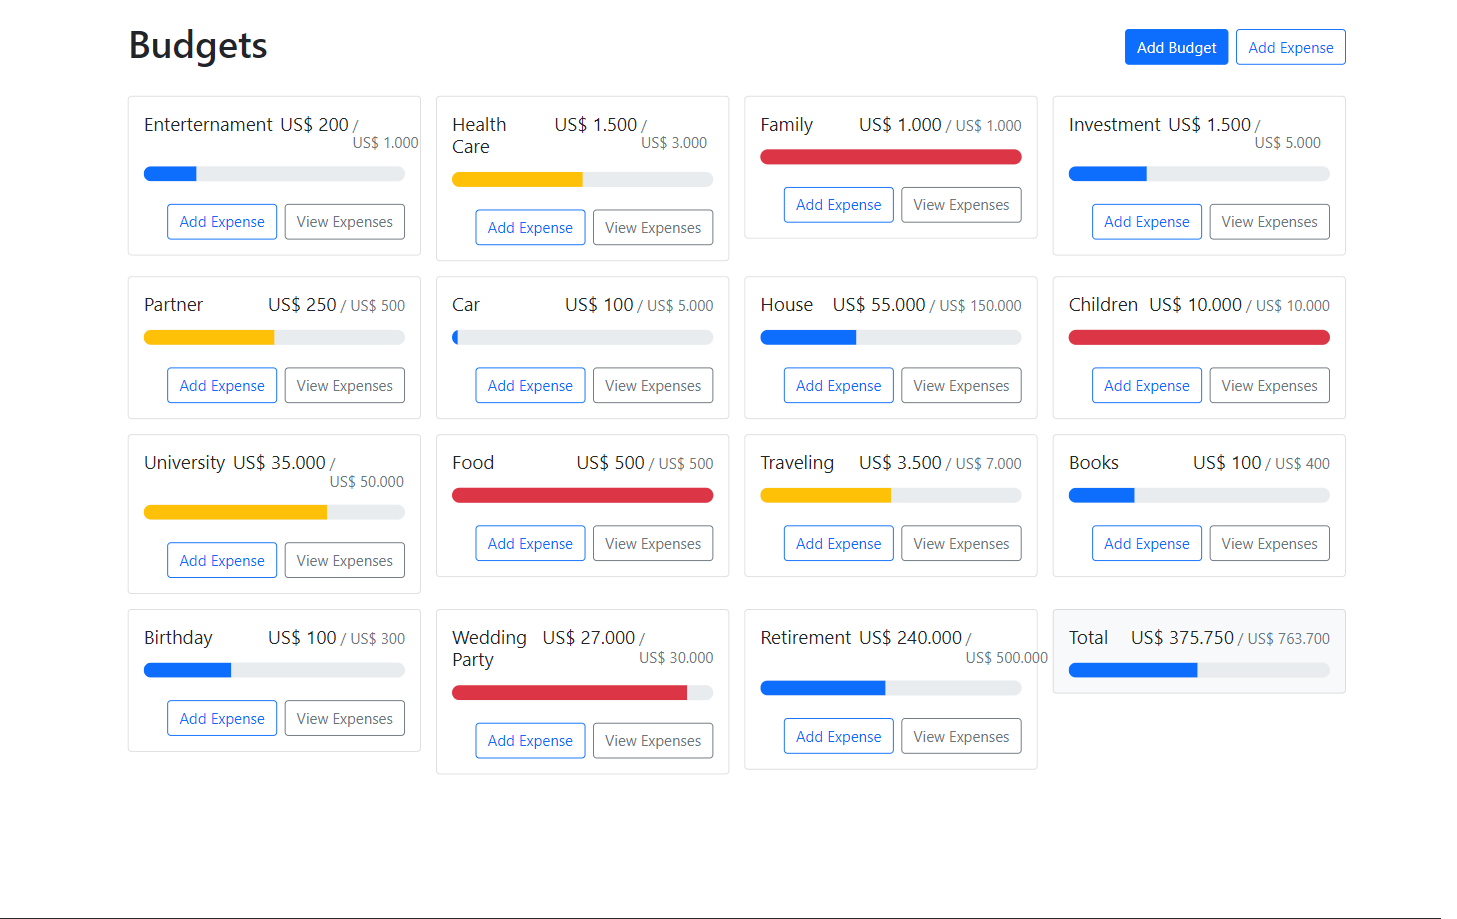 Budgets
Add Budget
Add Expense
Enterternament US$ 200 /
US$ 1.000
Add Expense
View Expenses
Health
Care
US$ 1.500 /
US$ 3.000
Add Expense
View Expenses
Family
US$ 1.000 / US$ 1.000
Add Expense
View Expenses
Investment US$ 1.500 /
US$ 5.000
Add Expense
View Expenses
Partner
US$ 250 / US$ 500
Add Expense
View Expenses
Car
US$ 100 / US$ 5.000
Add Expense
View Expenses
House
US$ 55.000 / US$ 150.000
Add Expense
View Expenses
Children
US$ 10.000 / US$ 10.000
Add Expense
View Expenses
University US$ 35.000 /
US$ 50.000
Add Expense
View Expenses
Food
US$ 500 / US$ 500
Add Expense
View Expenses
Traveling
US$ 3.500 / US$ 7.000
Add Expense
View Expenses
Books
US$ 100 / US$ 400
Add Expense
View Expenses
Birthday
US$ 100 / US$ 300
Add Expense
View Expenses
Wedding
Party
US$ 27.000 /
US$ 30.000
Add Expense
View Expenses
Retirement US$ 240.000 /
US$ 500.000
Add Expense
View Expenses
Total
US$ 375.750 / US$ 763.700